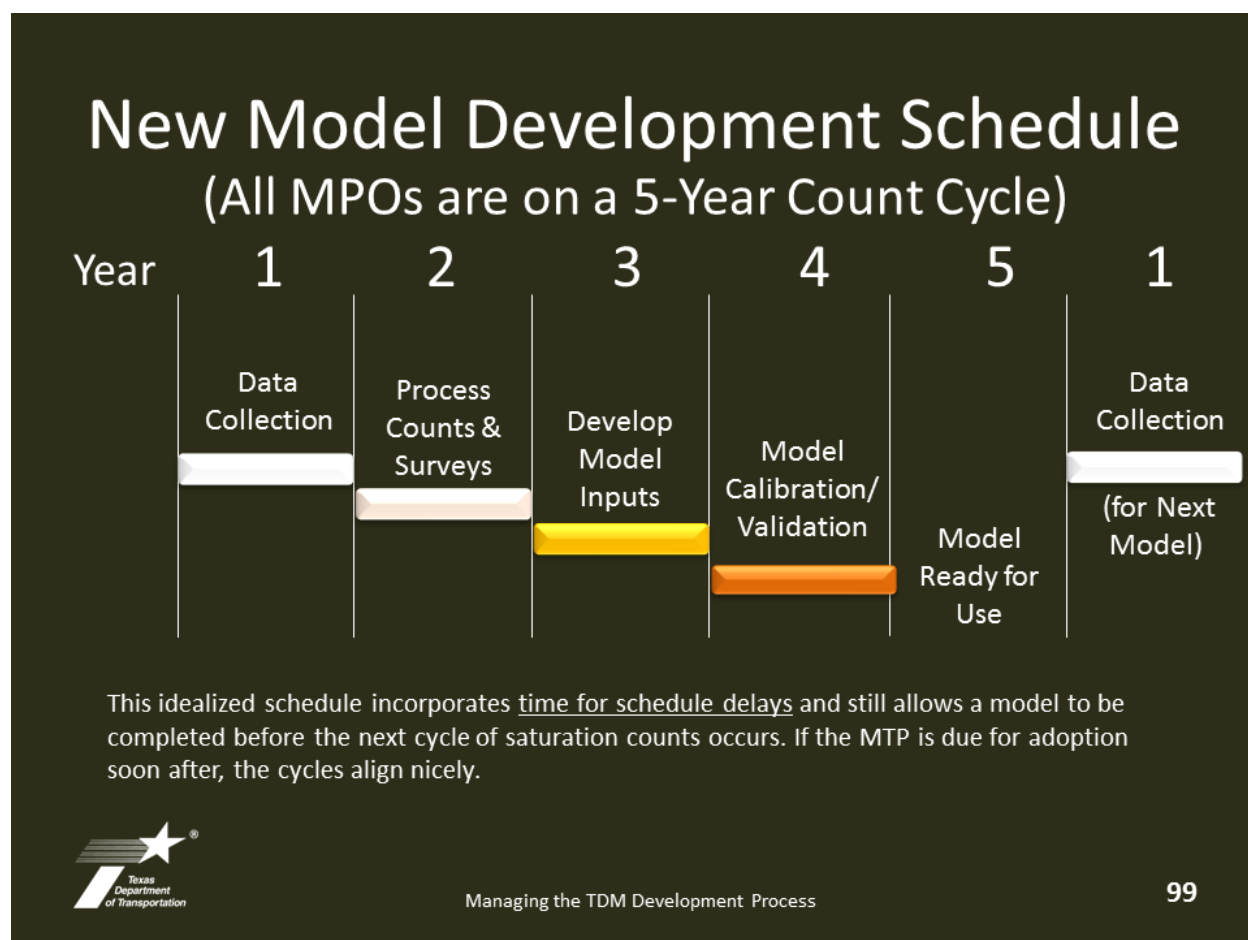 New Model Development Schedule
(All MPOs are on a 5-Year Count Cycle)
Year 1 2 3 4 5 1
Data
Collection
Process
Counts &
Surveys
Develop
Model
Inputs
Model
Calibration/
Validation
Model
Ready for
Use
Data
Collection
(for Next
Model)
This idealized schedule incorporates time for schedule delays and still allows a model to be
completed before the next cycle of saturation counts occurs. If the MTP is due for adoption
soon after, the cycles align nicely.
®
Texas
Department
of Transportation
Managing the TDM Development Process
99